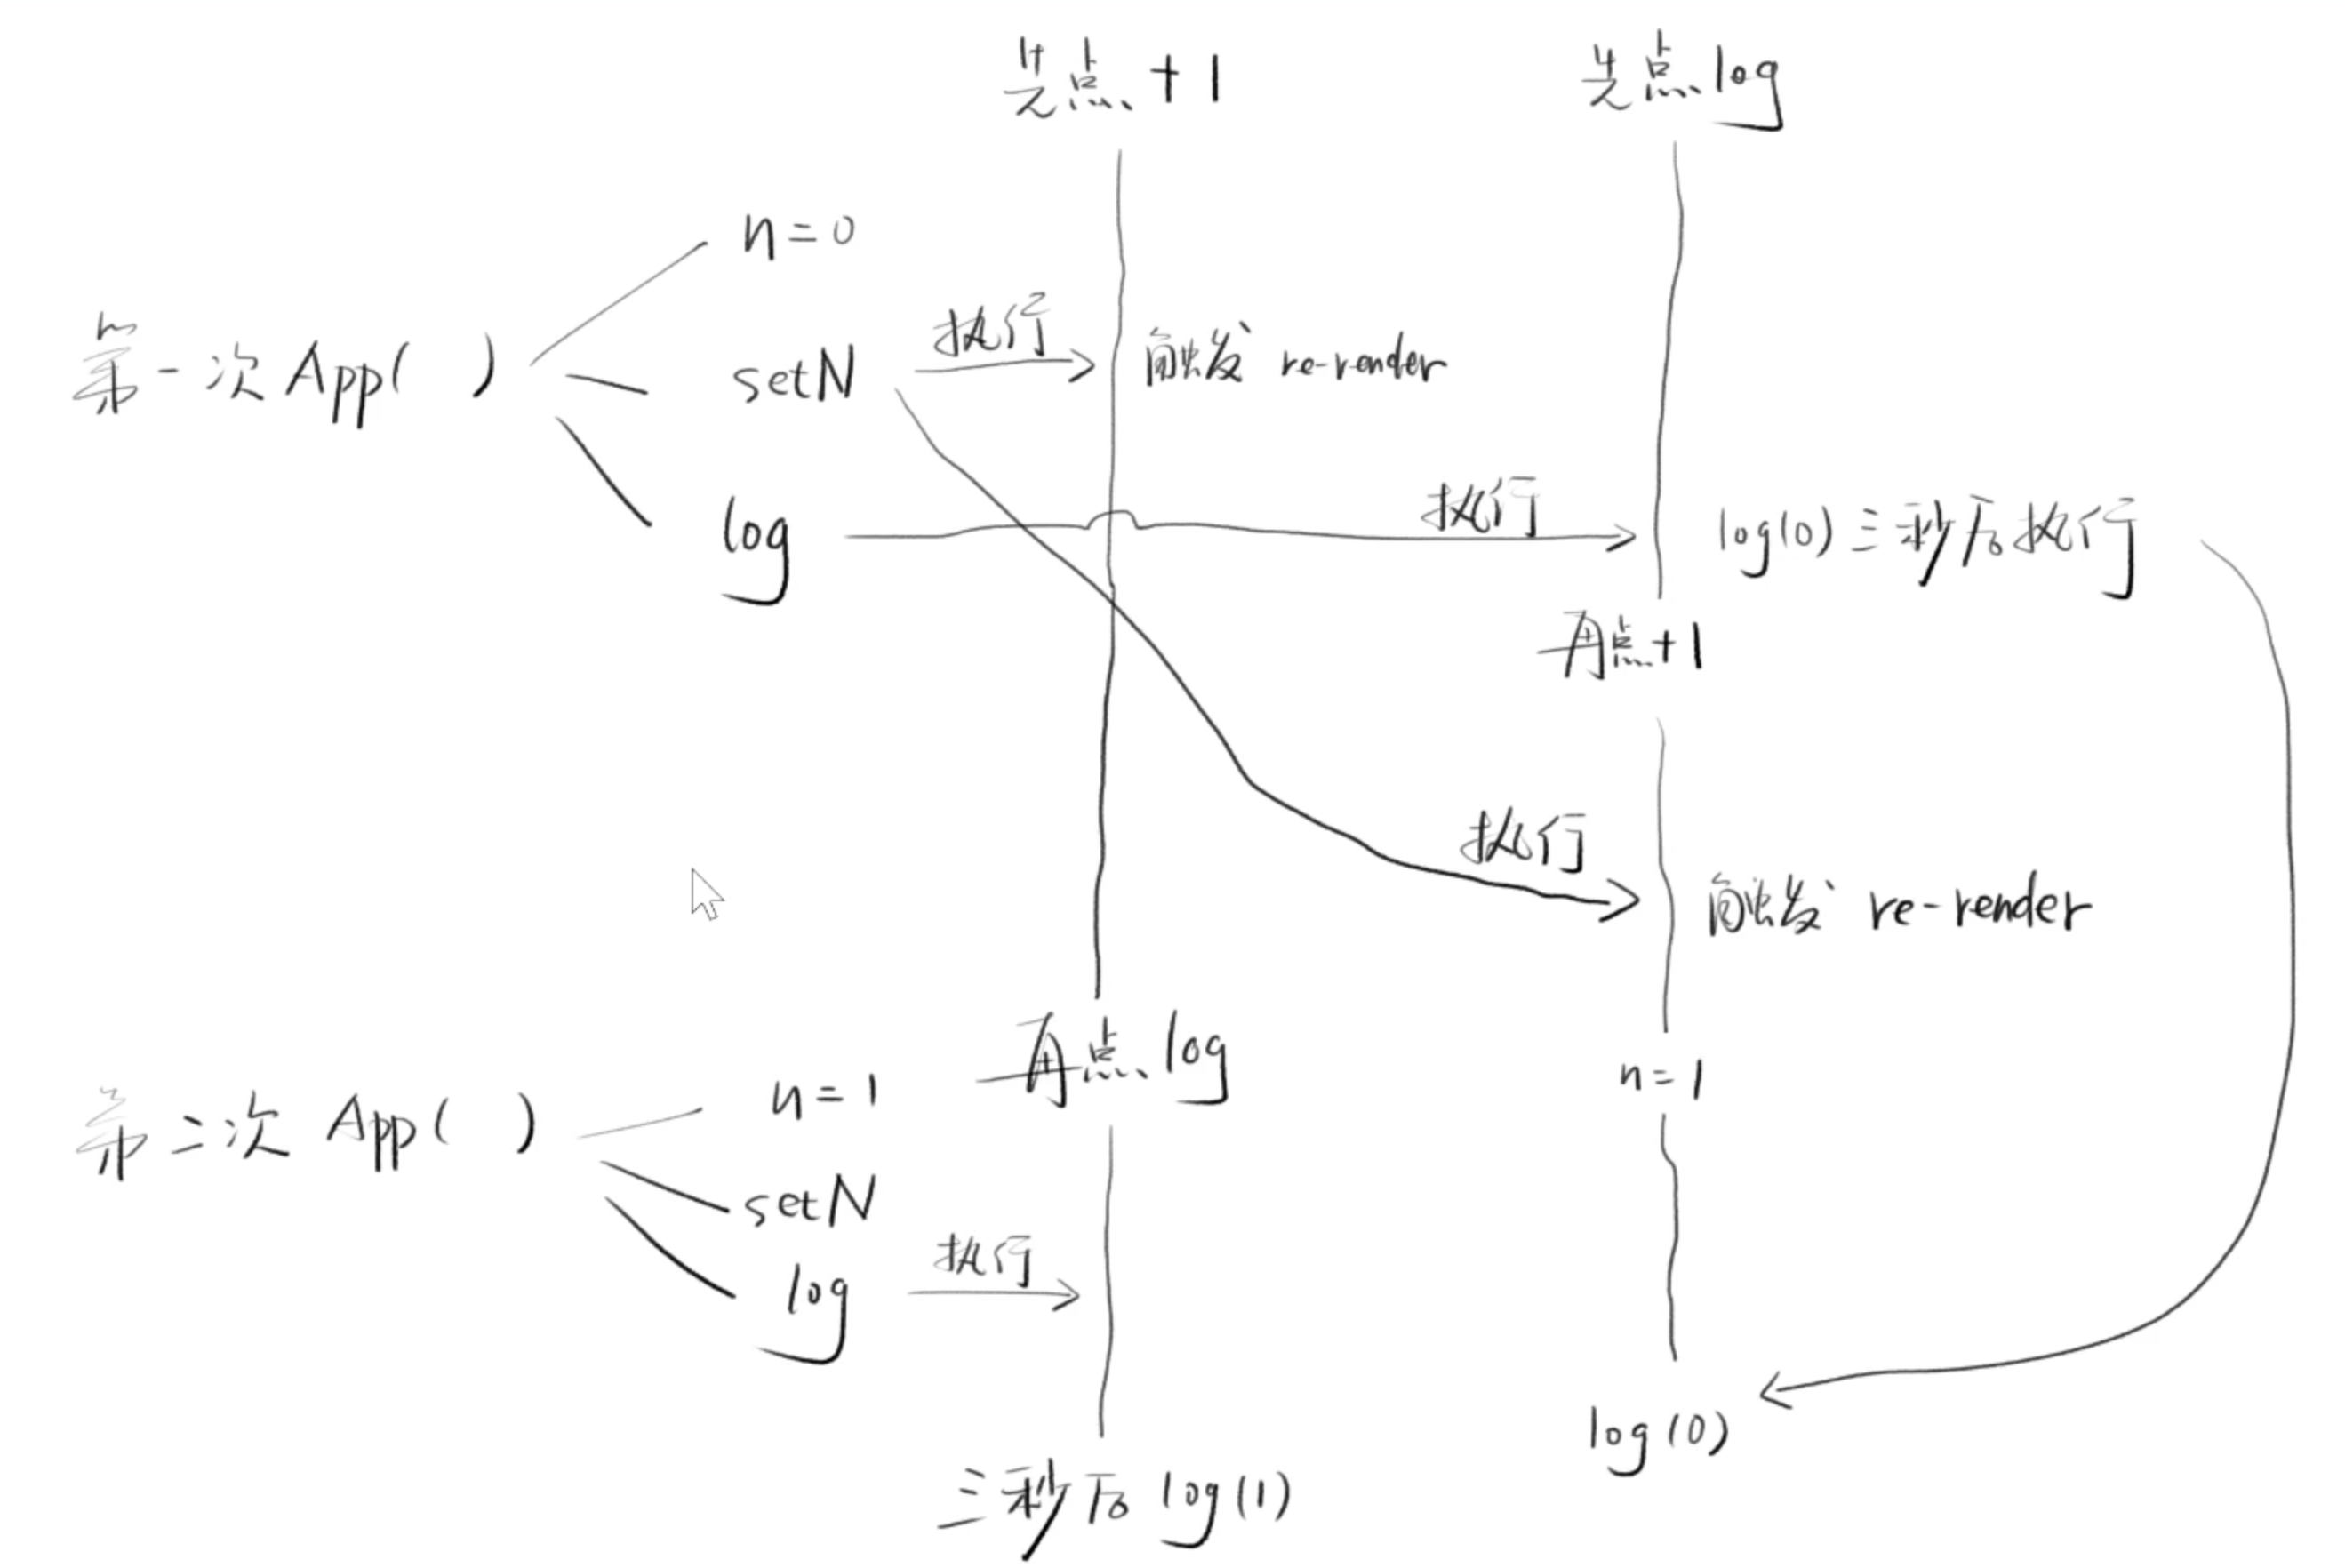 先点+1
先点log
n=0
第一次App( )
setN
执行
触发 re-render
log
执行
log(0)三秒后执行
再点+1
执行
触发 re-render
再点log
n=1
第二次 App( )
n=1
setN
log
执行
log(0)
三秒后 log(1)